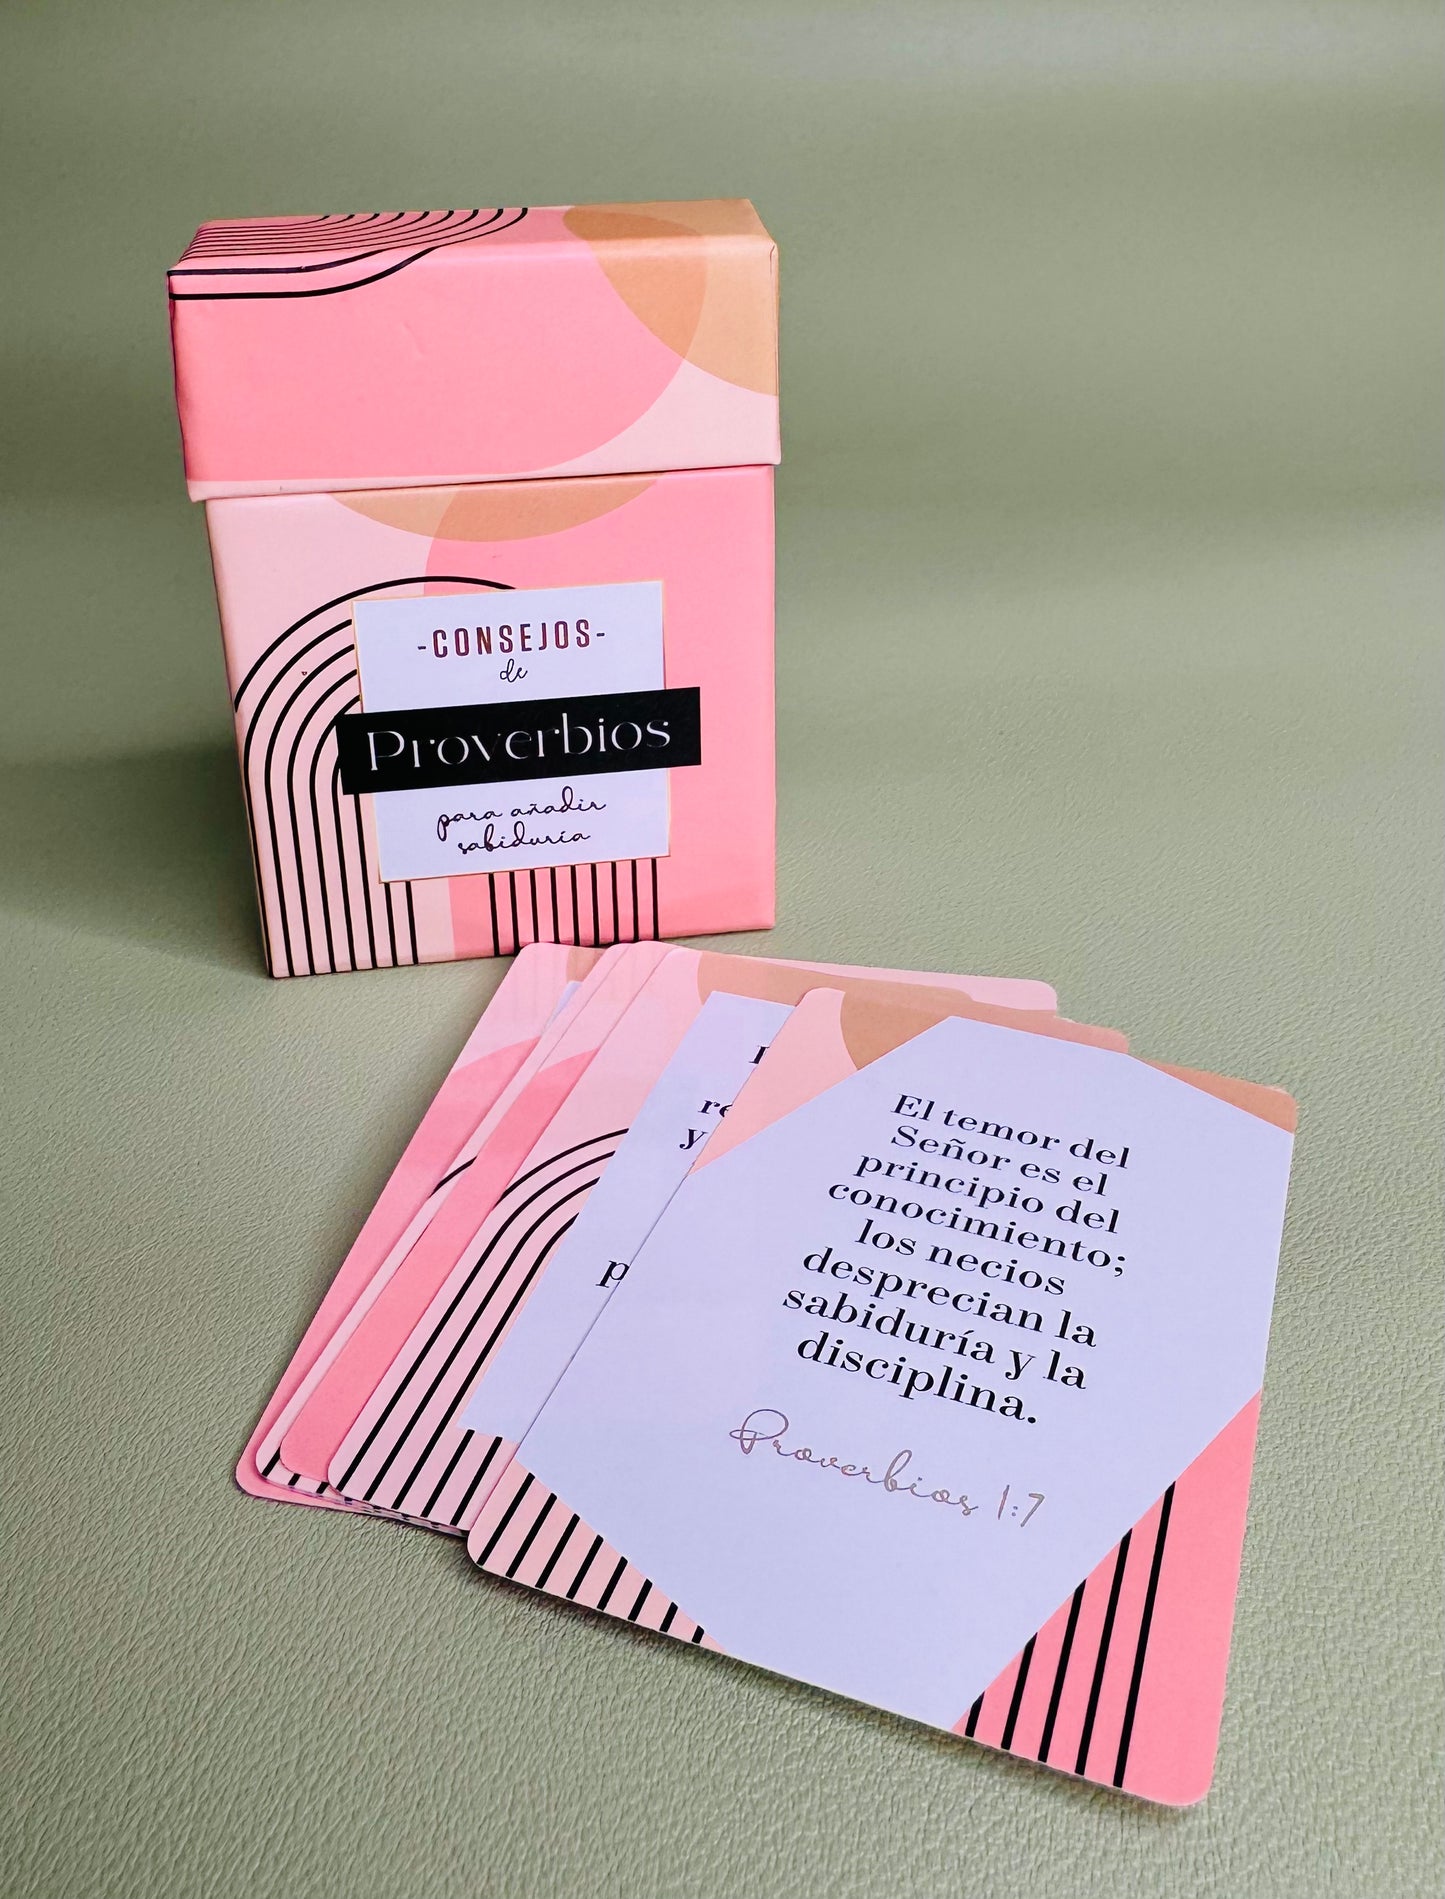 -CONSEJOS-
de
Proverbios
para añadir
sabiduría
El temor del
Señor es el
principio del
conocimiento;
los necios
desprecian la
sabiduría y la
disciplina.
Proverbios 1:7